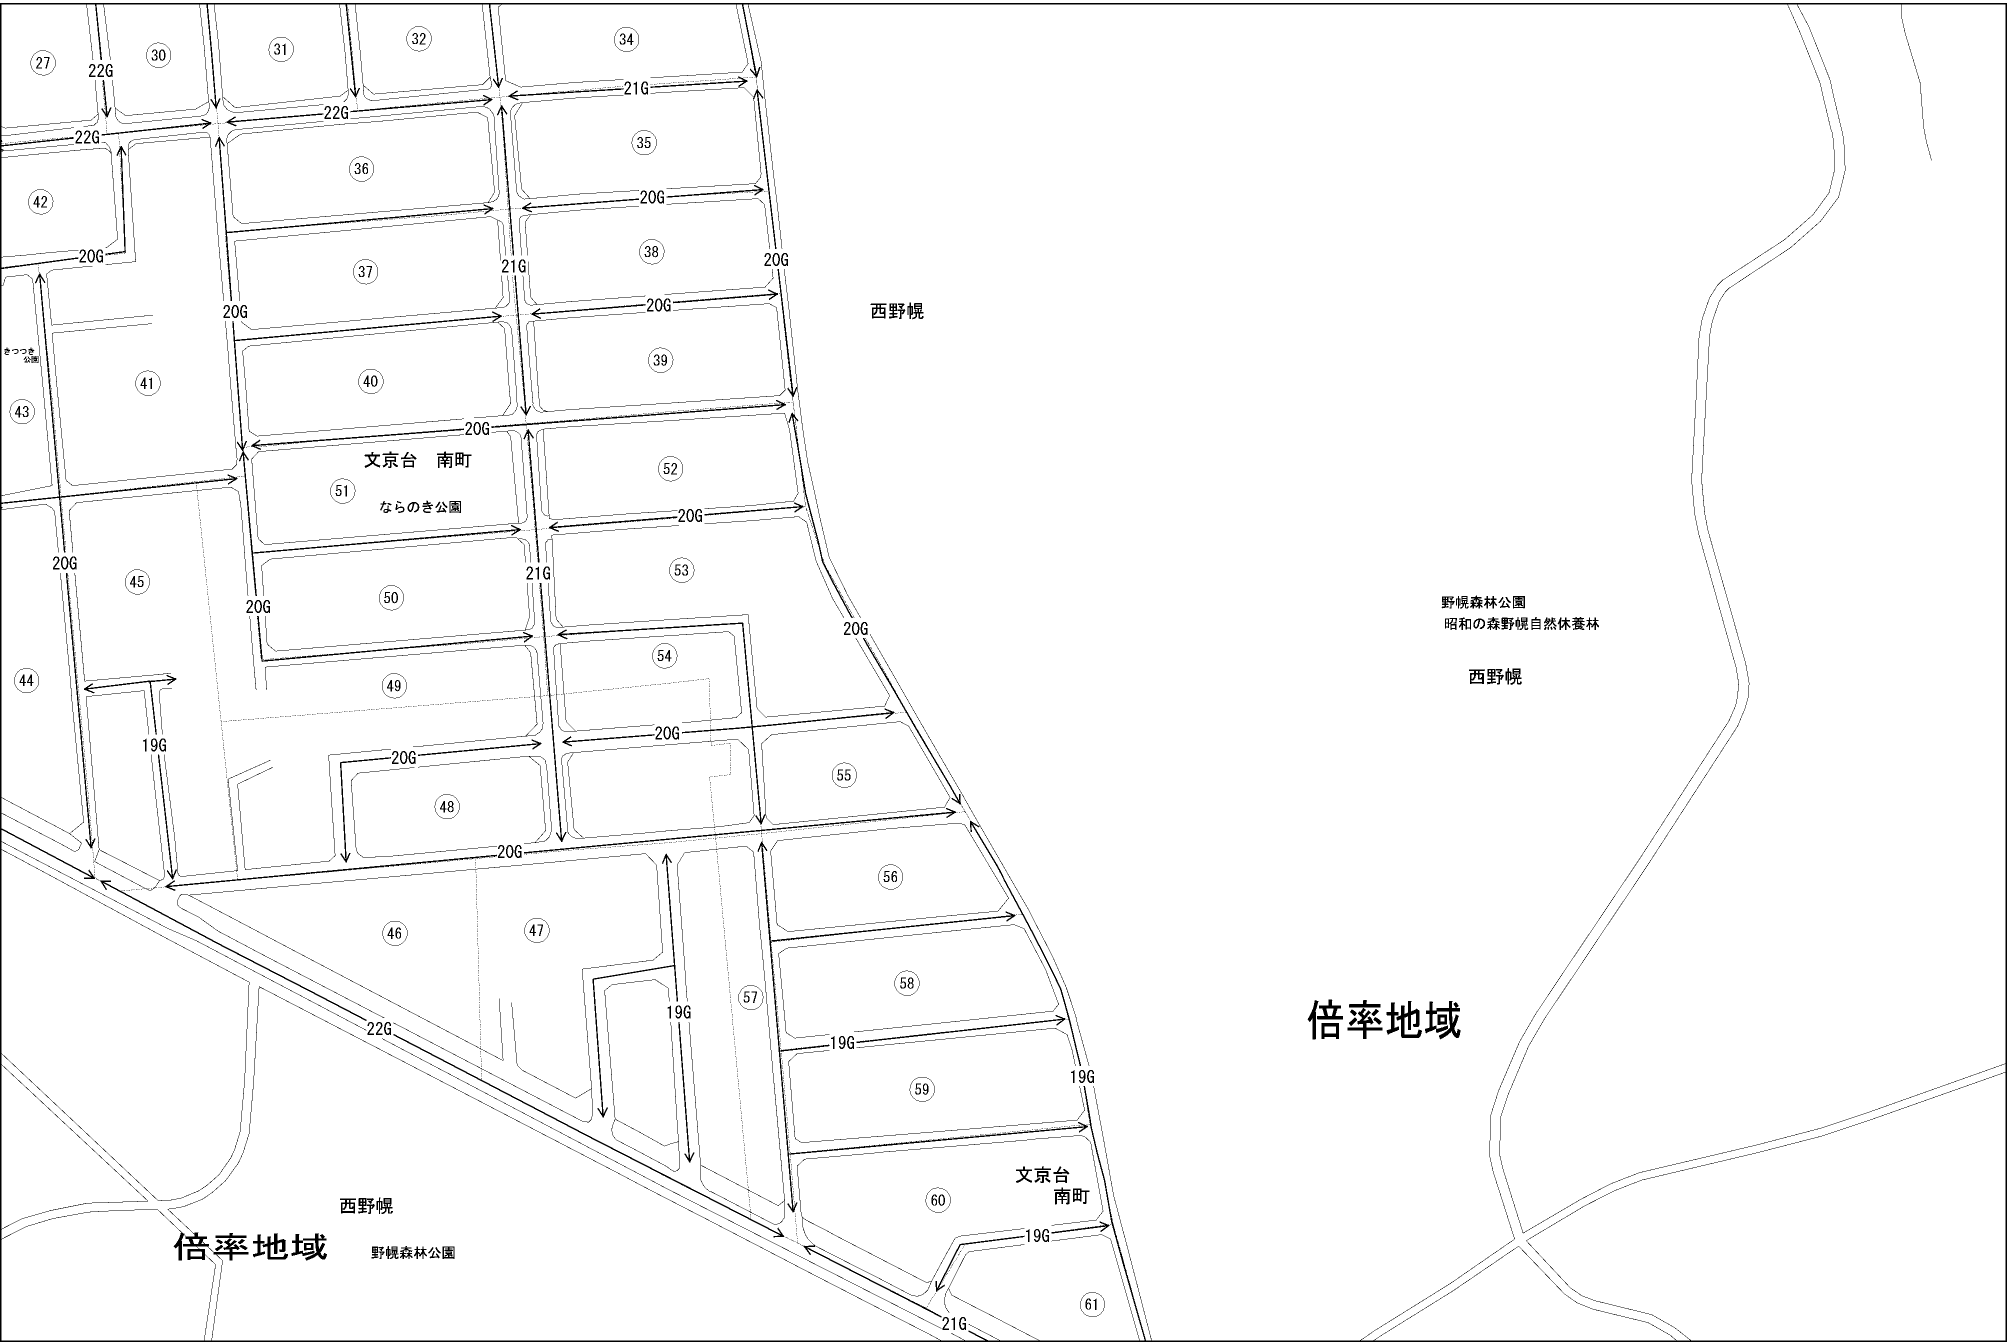 32
34
31
30
27
22G
21G
22G
22G
35
36
20G
42
38
20G
20G
21G
37
20G
西野幌
20G
きつつき
公園
39
40
41
43
20G
文京台　南町
52
51
ならのき公園
20G
20G
53
21G
45
50
野幌森林公園
20G
昭和の森野幌自然休養林
20G
54
西野幌
44
49
20G
19G
20G
55
48
20G
56
47
46
58
57
19G
倍率地域
22G
19G
19G
59
文京台
南町
60
西野幌
19G
倍率地域
野幌森林公園
61
21G